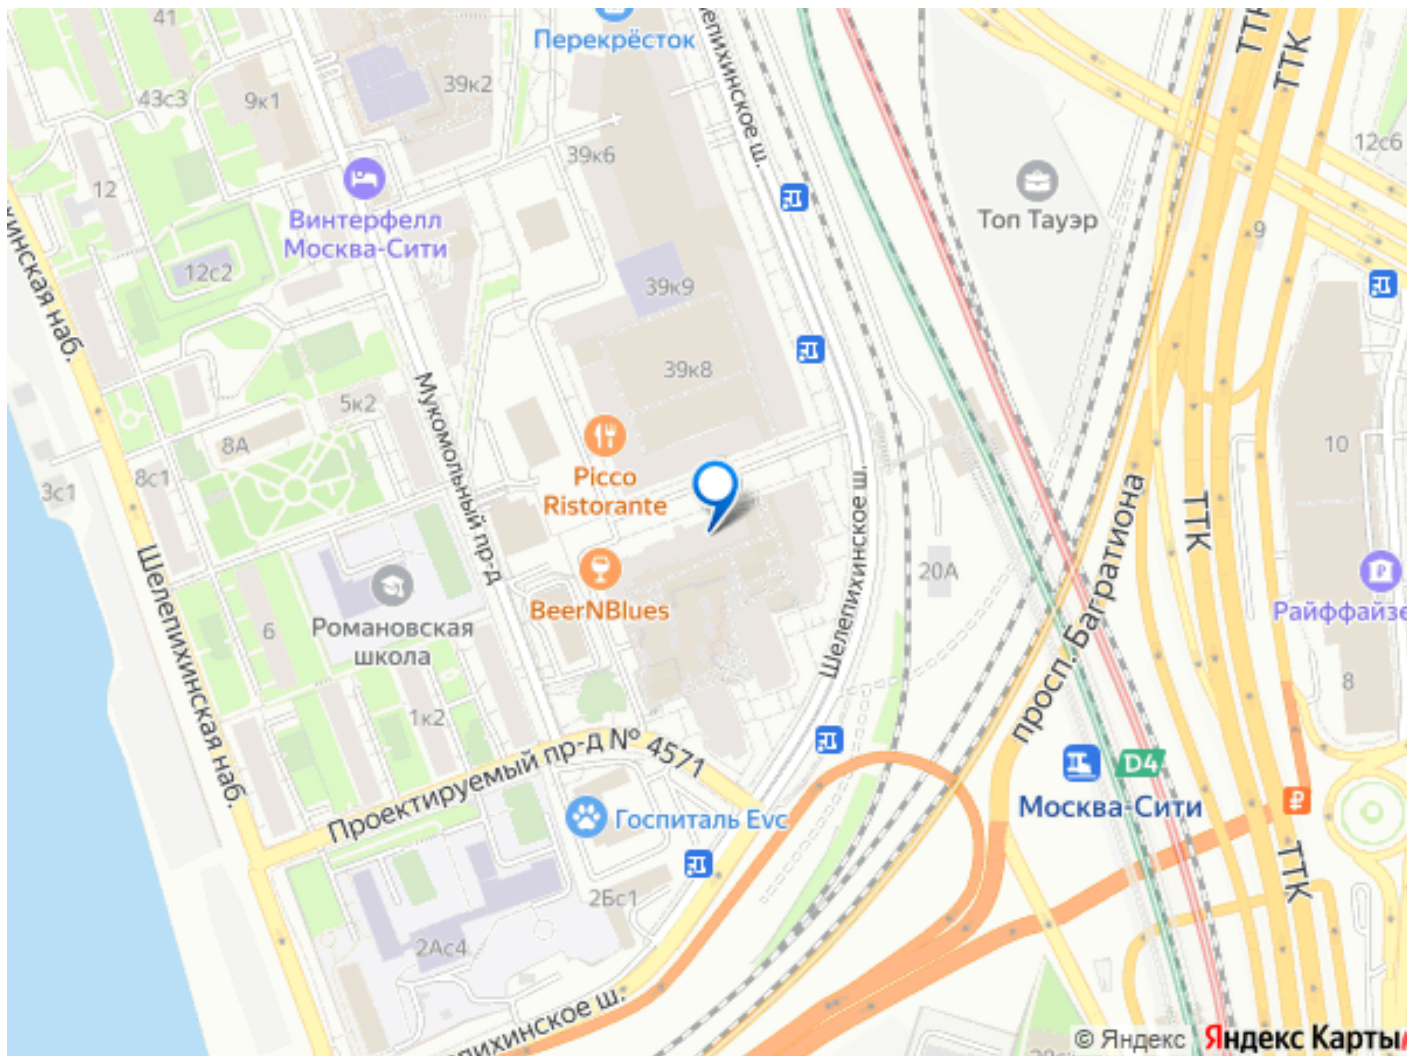 41
Перекрёсток
ТТК
ТТК
39к2
43с3
9к1
Шелепихинское ш.
12с6
39к6
12
Винтерфелл
Москва-Сити
Топ Тауэр
9
12с2
39к9
39к8
Мукомольный пр-д
5к2
8А
8с1
3с1
Picco
Ristorante
10
просп. Багратиона
ТТК
Шелепихинское ш.
20А
BeerNBlues
Романовская
школа
6
Шелепихинская наб.
1к2
8
Проектируемый пр-д № 4571
D4
Москва-Сити
Госпиталь Evc
ТТК
2Бс1
2Ас4
© Яндекс
Яндекс Карты